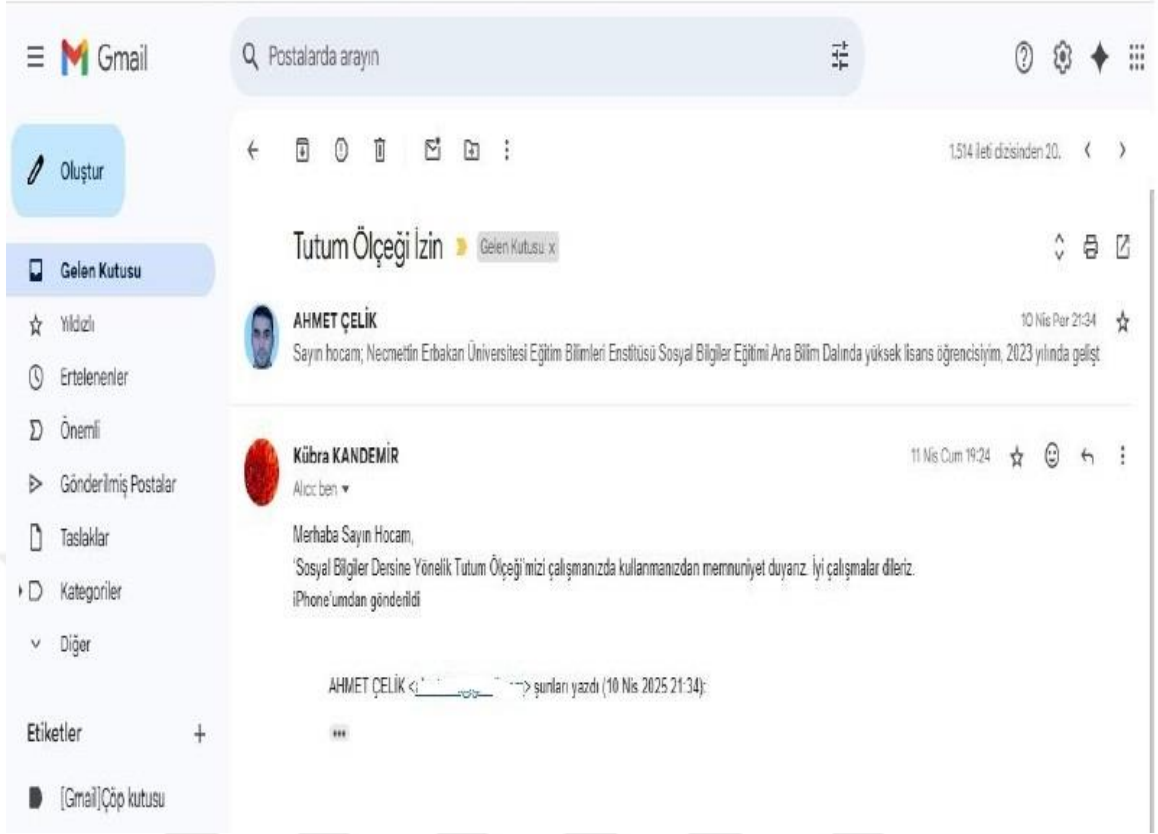 Gmail
Postalarda arayın
Oluştur
1.514 ileti dizisinden 20.
Tutum Ölçeği İzin
Gelen Kutusu x
Gelen Kutusu
Yıldızlı
Ertelenenler
Önemli
Gönderilmiş Postalar
Taslaklar
Kategoriler
Diğer
Etiketler
[Gmail]Çöp kutusu
AHMET ÇELİK
10 Nis Per 21:34
Sayın hocam; Necmettin Erbakan Üniversitesi Eğitim Bilimleri Enstitüsü Sosyal Bilgiler Eğitimi Ana Bilim Dalında yüksek lisans öğrencisiyim, 2023 yılında gelişt
Kübra KANDEMİR
11 Nis Cum 19:24
Alıcı: ben
Merhaba Sayın Hocam,
'Sosyal Bilgiler Dersine Yönelik Tutum Ölçeği'mizi çalışmanızda kullanmanızdan memnuniyet duyarız. İyi çalışmalar dileriz.
iPhone'umdan gönderildi
AHMET ÇELİK < > şunları yazdı (10 Nis 2025 21:34):